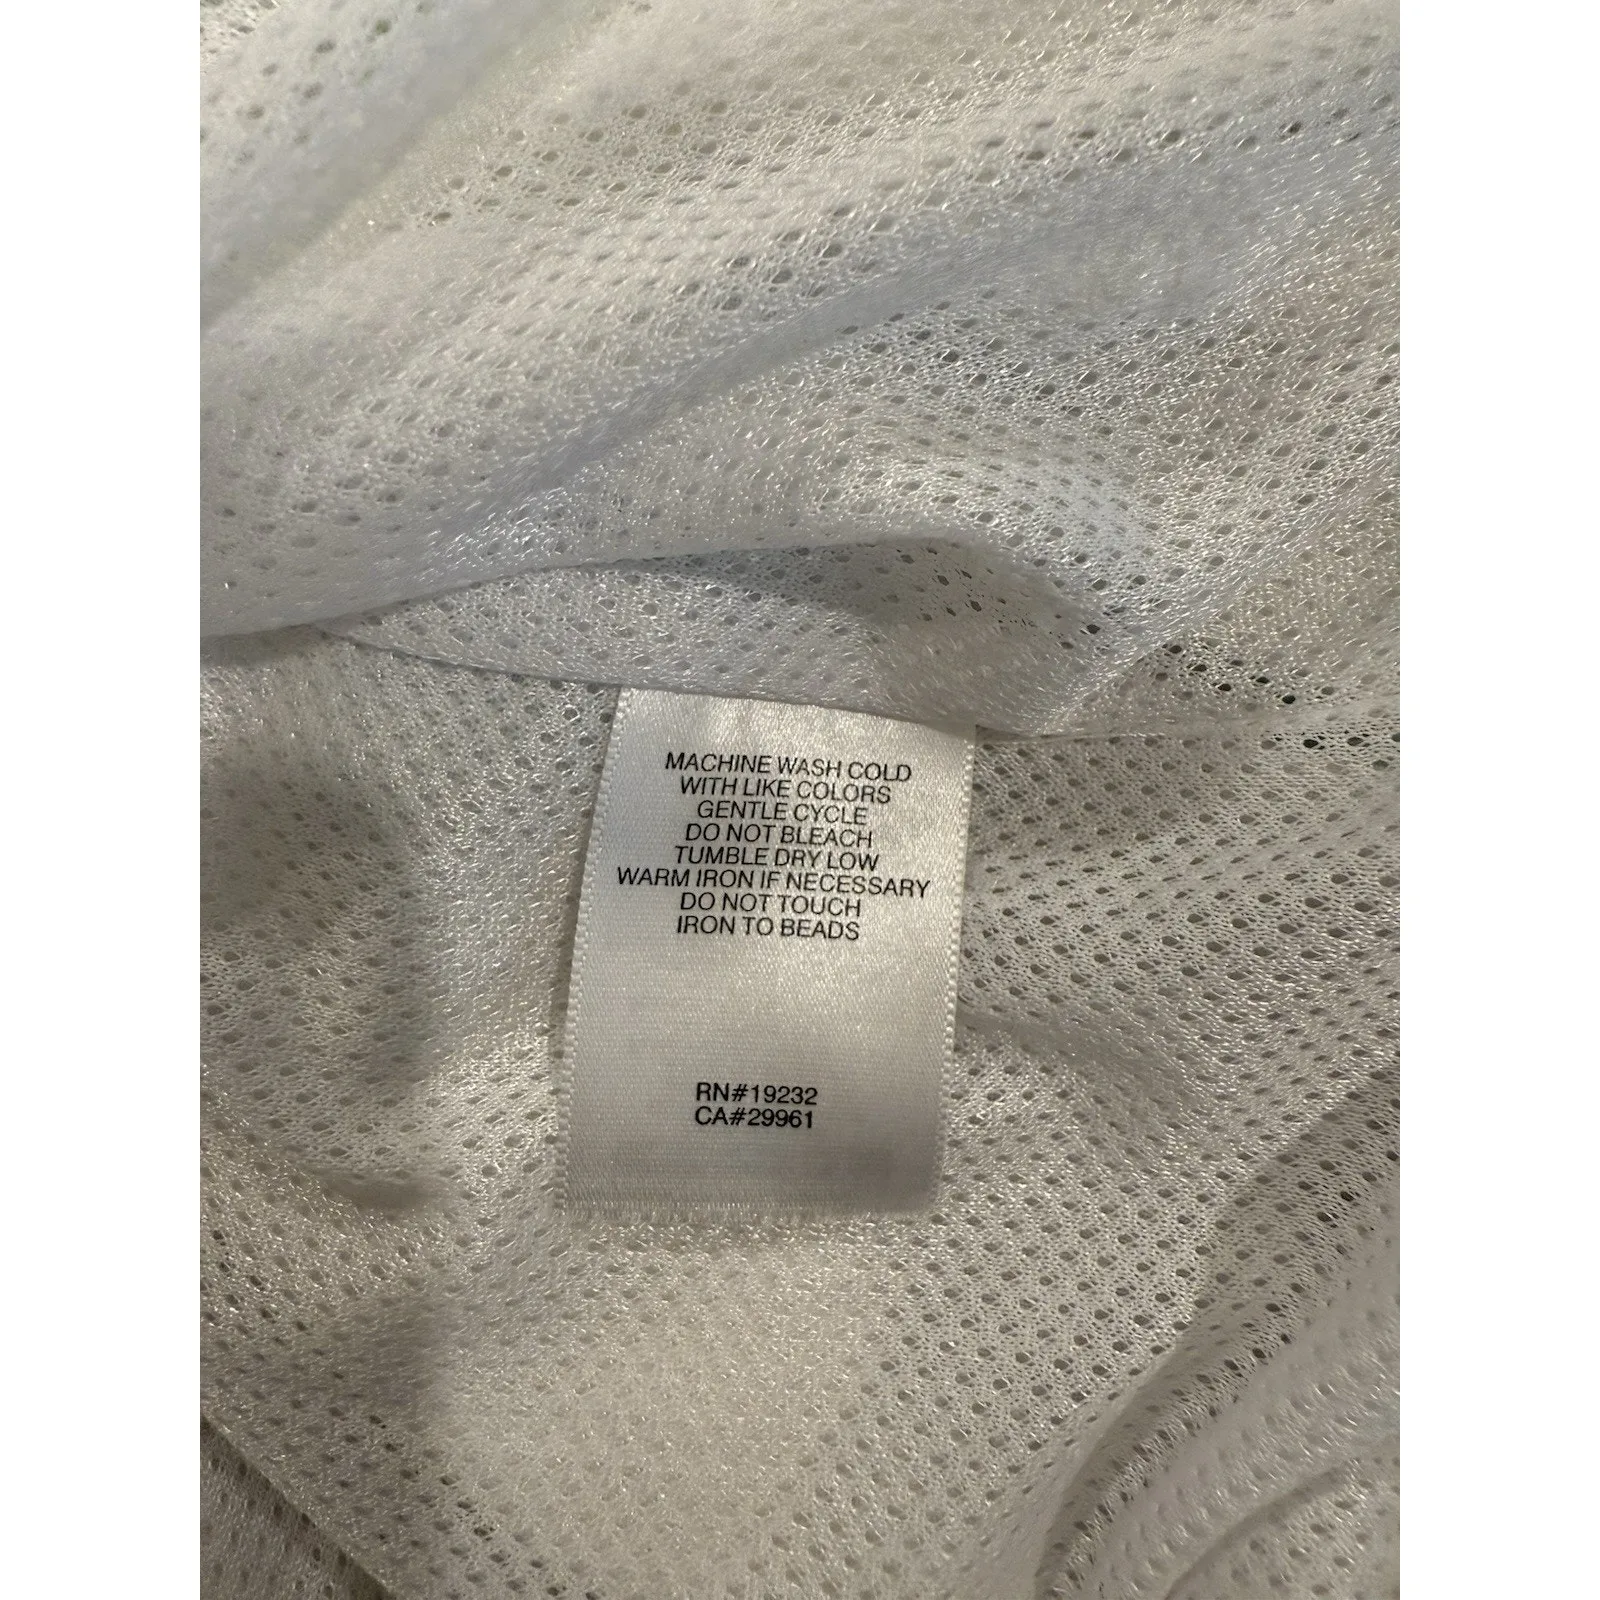 MACHINE WASH COLD
WITH LIKE COLORS
GENTLE CYCLE
DO NOT BLEACH
TUMBLE DRY LOW
WARM IRON IF NECESSARY
DO NOT TOUCH
IRON TO BEADS
RN#19232
CA#29961